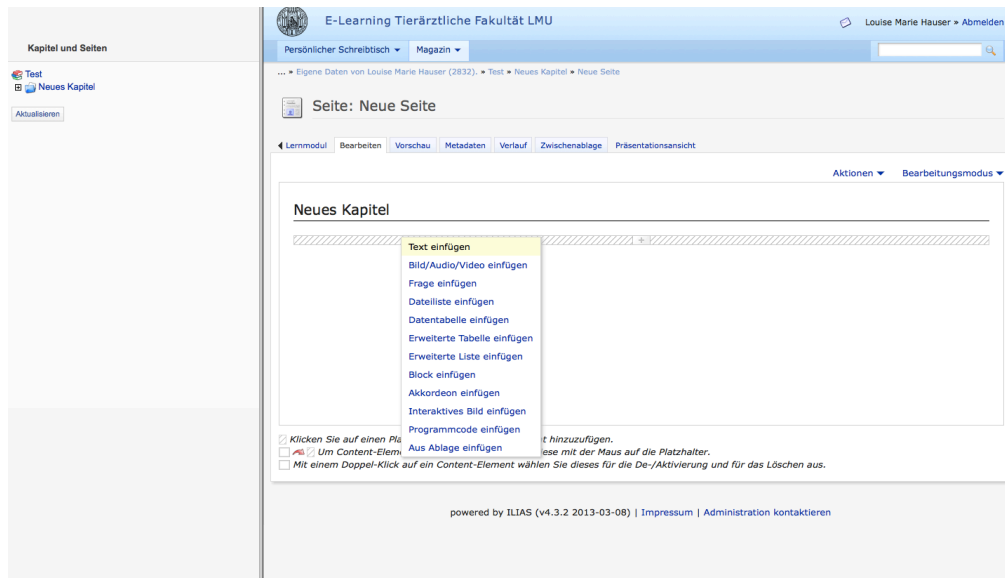 Kapitel und Seiten
Test
Neues Kapitel
Aktualisieren
E-Learning Tierärztliche Fakultät LMU
Louise Marie Hauser » Abmelden
Persönlicher Schreibtisch Magazin
... » Eigene Daten von Louise Marie Hauser (2832). » Test » Neues Kapitel » Neue Seite
Seite: Neue Seite
Lernmodul Bearbeiten Vorschau Metadaten Verlauf Zwischenablage Präsentationsansicht
Aktionen Bearbeitungsmodus
Neues Kapitel
Text einfügen
Bild/Audio/Video einfügen
Frage einfügen
Dateiliste einfügen
Datentabelle einfügen
Erweiterte Tabelle einfügen
Erweiterte Liste einfügen
Block einfügen
Akkordeon einfügen
Interaktives Bild einfügen
Programmcode einfügen
Aus Ablage einfügen
Klicken Sie auf einen hinzuzufügen.
Um mit der Maus auf die Platzhalter.
Mit einem Doppel-Klick auf ein Content-Element wählen Sie dieses für die De-/Aktivierung und für das Löschen aus.
powered by ILIAS (v4.3.2 2013-03-08) | Impressum | Administration kontaktieren